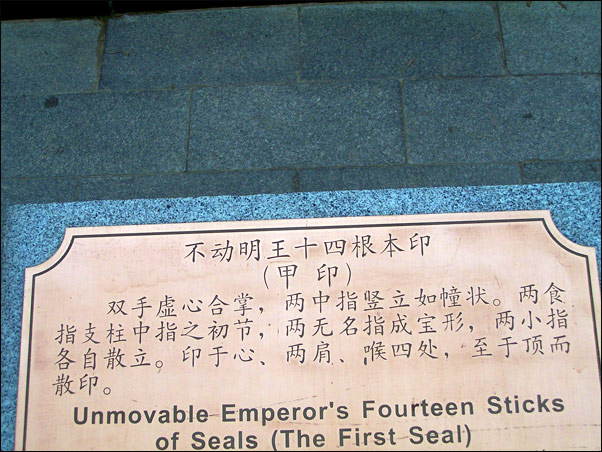 不动明王十四根本印
（甲 印）
双手虚心合掌，两中指竖立如幢状。两食
指支柱中指之初节，两无名指成宝形，两小指
各自散立。印于心、两肩、喉四处，至于顶而
散印。
Unmovable Emperor's Fourteen Sticks
of Seals (The First Seal)